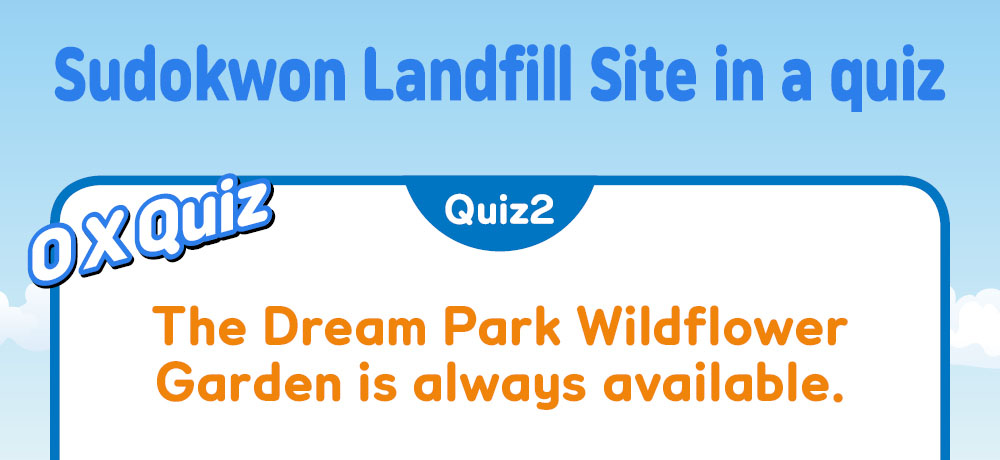 Sudokwon Landfill Site in a quiz
O X Quiz
Quiz2
The Dream Park Wildflower
Garden is always available.